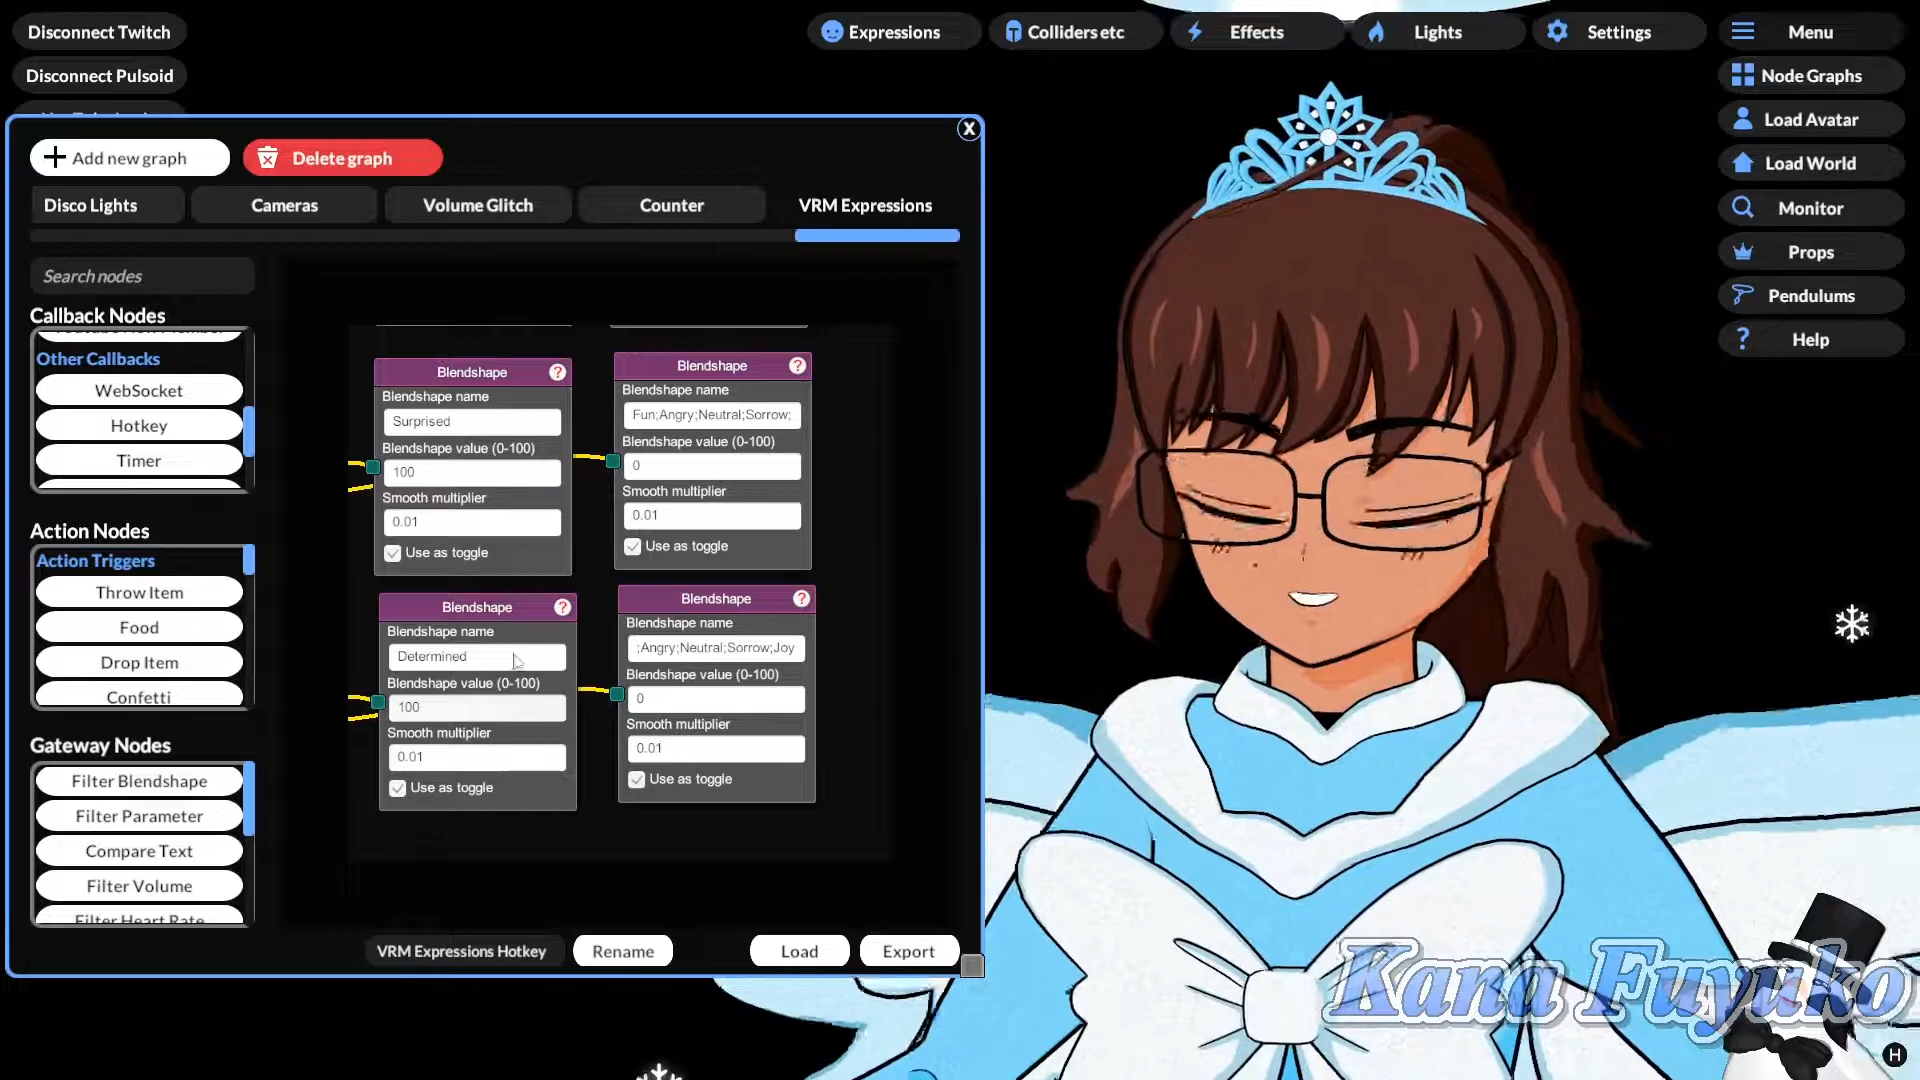 Disconnect Twitch
Expressions
Colliders etc
Effects
Lights
Settings
Menu
Disconnect Pulsoid
Node Graphs
Load Avatar
Load World
Monitor
Props
Pendulums
Help
X
Add new graph
Delete graph
Disco Lights
Cameras
Volume Glitch
Counter
VRM Expressions
Search nodes
Callback Nodes
Other Callbacks
WebSocket
Hotkey
Timer
Action Nodes
Action Triggers
Throw Item
Food
Drop Item
Confetti
Gateway Nodes
Filter Blendshape
Filter Parameter
Compare Text
Filter Volume
Filter Heart Rate
Blendshape ?
Blendshape name
Surprised
Blendshape value (0-100)
100
Smooth multiplier
0.01
Use as toggle
Blendshape ?
Blendshape name
Fun;Angry;Neutral;Sorrow;
Blendshape value (0-100)
0
Smooth multiplier
0.01
Use as toggle
Blendshape ?
Blendshape name
Determined
Blendshape value (0-100)
100
Smooth multiplier
0.01
Use as toggle
Blendshape ?
Blendshape name
;Angry;Neutral;Sorrow;Joy
Blendshape value (0-100)
0
Smooth multiplier
0.01
Use as toggle
VRM Expressions Hotkey
Rename
Load
Export
Kana Fuyuko
H